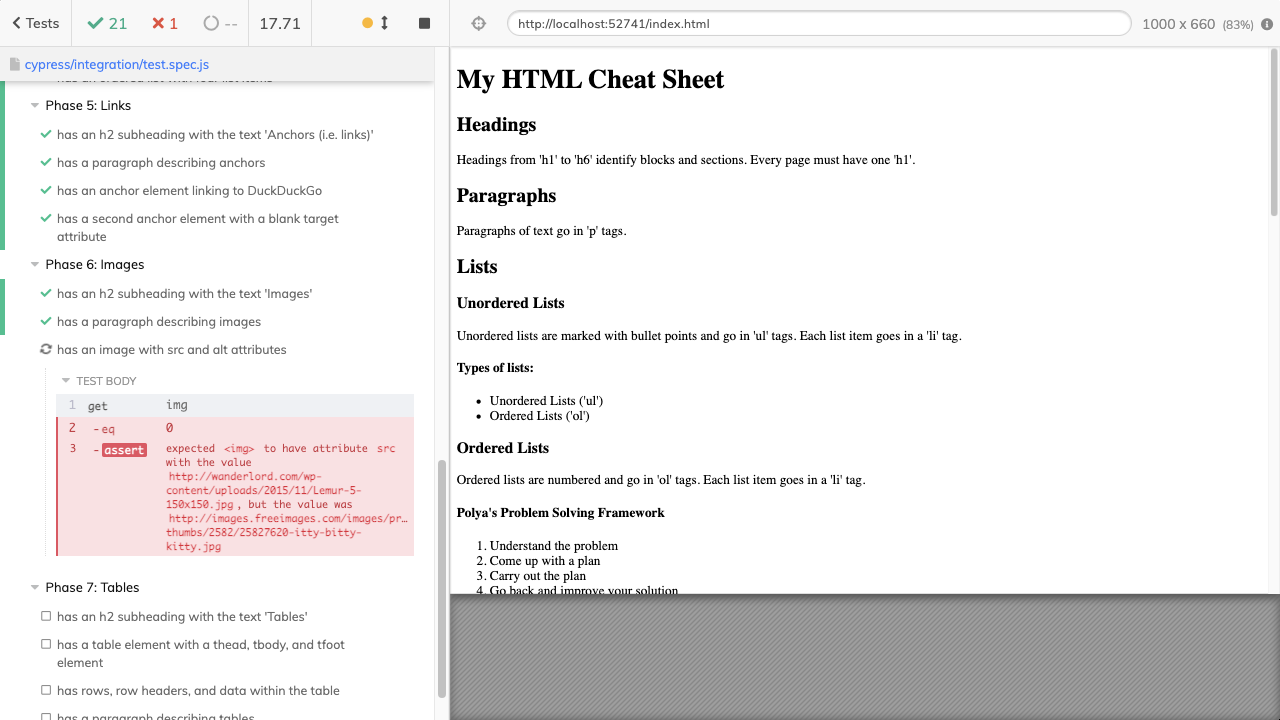 Tests
21
1
--
17.71
http://localhost:52741/index.html
1000 x 660 (83%)
cypress/integration/test.spec.js
has an ordered list with four list items
Phase 5: Links
has an h2 subheading with the text 'Anchors (i.e. links)'
has a paragraph describing anchors
has an anchor element linking to DuckDuckGo
has a second anchor element with a blank target
attribute
Phase 6: Images
has an h2 subheading with the text 'Images'
has a paragraph describing images
has an image with src and alt attributes
TEST BODY
1 get img
2 -eq 0
3 -assert expected <img> to have attribute src
with the value
http://wanderlord.com/wp-
content/uploads/2015/11/Lemur-5-
150x150.jpg, but the value was
http://images.freeimages.com/images/pr…
thumbs/2582/25827620-itty-bitty-
kitty.jpg
Phase 7: Tables
has an h2 subheading with the text 'Tables'
has a table element with a thead, tbody, and tfoot
element
has rows, row headers, and data within the table
has a paragraph describing tables
My HTML Cheat Sheet
Headings
Headings from 'h1' to 'h6' identify blocks and sections. Every page must have one 'h1'.
Paragraphs
Paragraphs of text go in 'p' tags.
Lists
Unordered Lists
Unordered lists are marked with bullet points and go in 'ul' tags. Each list item goes in a 'li' tag.
Types of lists:
• Unordered Lists ('ul')
• Ordered Lists ('ol')
Ordered Lists
Ordered lists are numbered and go in 'ol' tags. Each list item goes in a 'li' tag.
Polya's Problem Solving Framework
1. Understand the problem
2. Come up with a plan
3. Carry out the plan
4. Go back and improve your solution